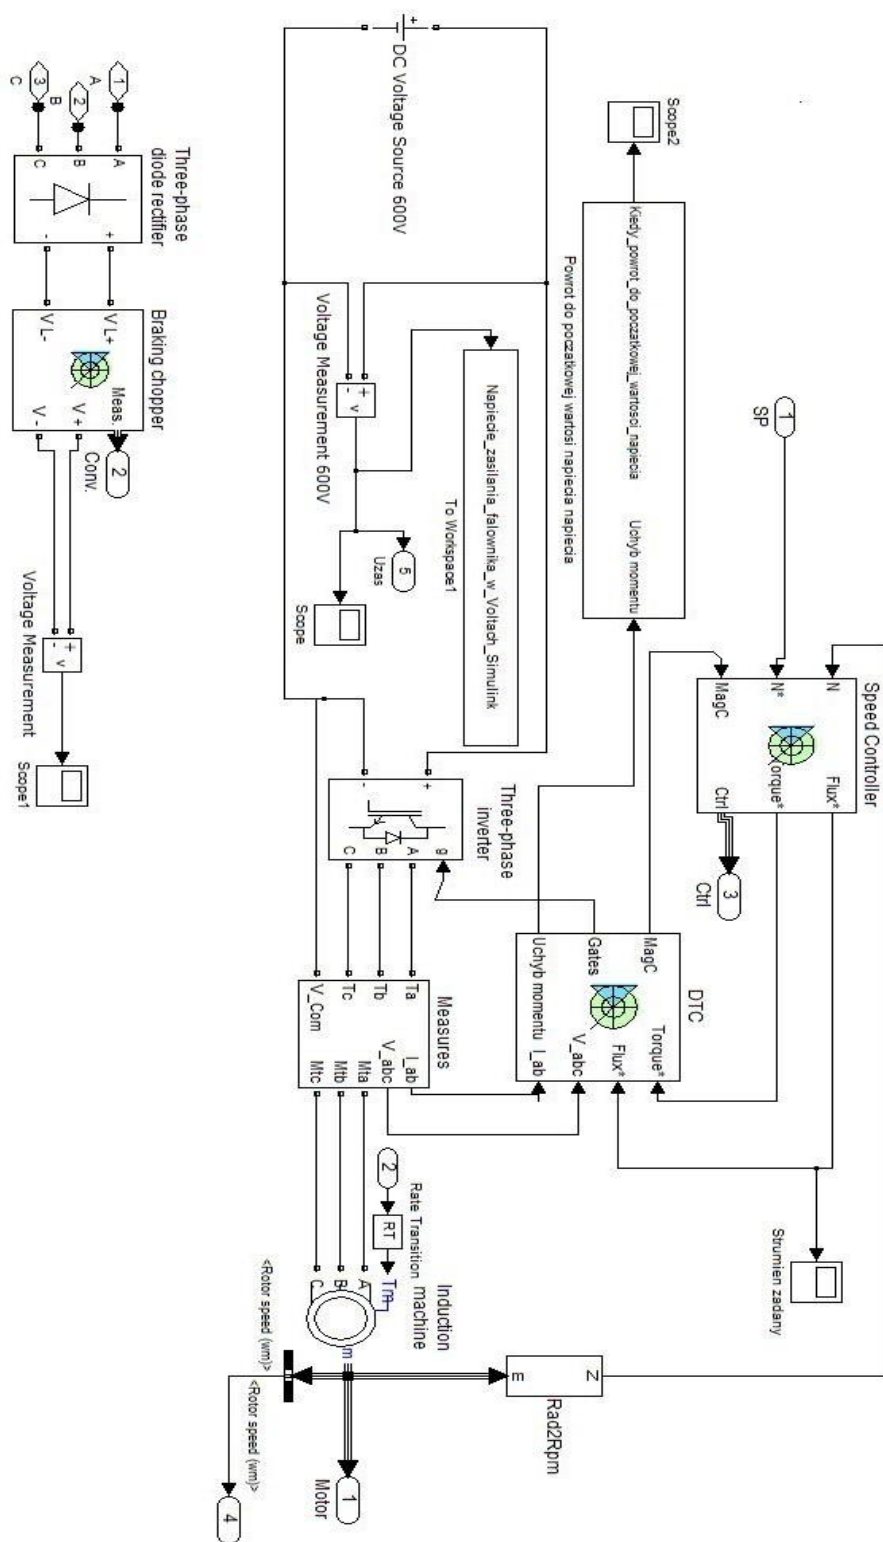 Speed Controller
N
N*
MagC
Flux*
Torque*
Ctrl
3
Ctrl
1
SP
Strumien zadany
Scope2
Kiedy_powrot_do_poczatkowej_wartosci_napiecia
Uchyb momentu
Powrot do poczatkowej wartosi napiecia napiecia
DTC
Torque*
Flux*
V_abc
I_ab
MagC
Gates
Uchyb momentu
Z
m
Rad2Rpm
Napiecie_zasilania_falownika_w_Voltach_Simulink
To Workspace1
DC Voltage Source 600V
+
+
-
v
Voltage Measurement 600V
5
Uzas
Scope
Three-phase
inverter
+
-
g
A
B
C
Measures
Ta
Tb
Tc
V_Com
I_ab
V_abc
Mta
Mtb
Mtc
2
RT
Rate Transition
Tm
Induction
machine
A
B
C
m
1
Motor
<Rotor speed (wm)>
<Rotor speed (wm)>
4
1
A
2
B
3
C
Three-phase
diode rectifier
A
B
C
+
-
Braking chopper
V L+
V L-
Meas.
V +
V -
2
Conv.
+
-
v
Voltage Measurement
Scope1